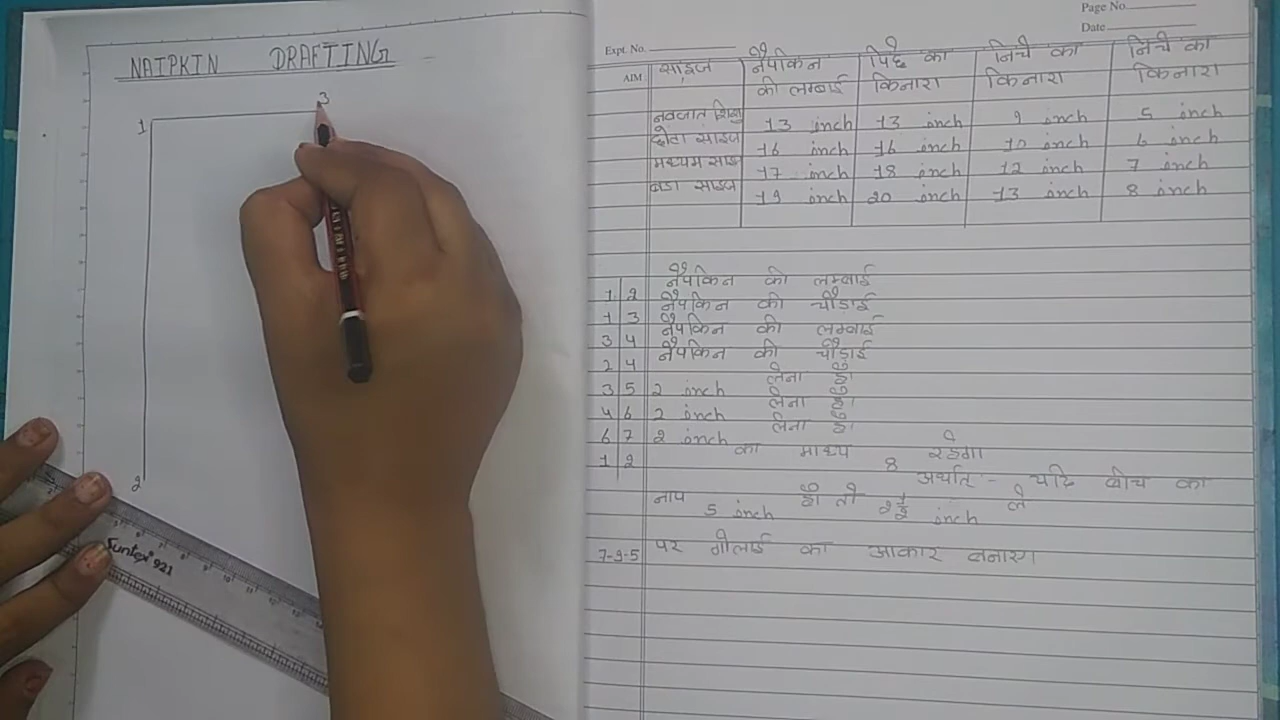 NAIPKIN DRAFTING
1
3
2
Suntex 921
Page No.
Date
Expt. No.
AIM
साइज नैपकिन की लम्बाई पिछे का किनारा निचे का किनारा निचे का किनारा
नवजात शिशु 13 inch 13 inch 9 inch 5 inch
छोटा साइज 16 inch 16 inch 10 inch 6 inch
मध्यम साइज 17 inch 18 inch 12 inch 7 inch
बडा साइज 19 inch 20 inch 13 inch 8 inch
1 2 नैपकिन की लम्बाई
1 3 नैपकिन की चौड़ाई
3 4 नैपकिन की लम्बाई
2 4 नैपकिन की चौड़ाई
3 5 2 inch लेना है।
4 6 2 inch लेना है।
6 7 2 inch लेना है।
1 2 का माध्य 8 रहेगा
अर्थात - यदि बीच का
नाप 5 inch हो तो inch ले
7-9-5 पर गोलाई का आकार बनाएग